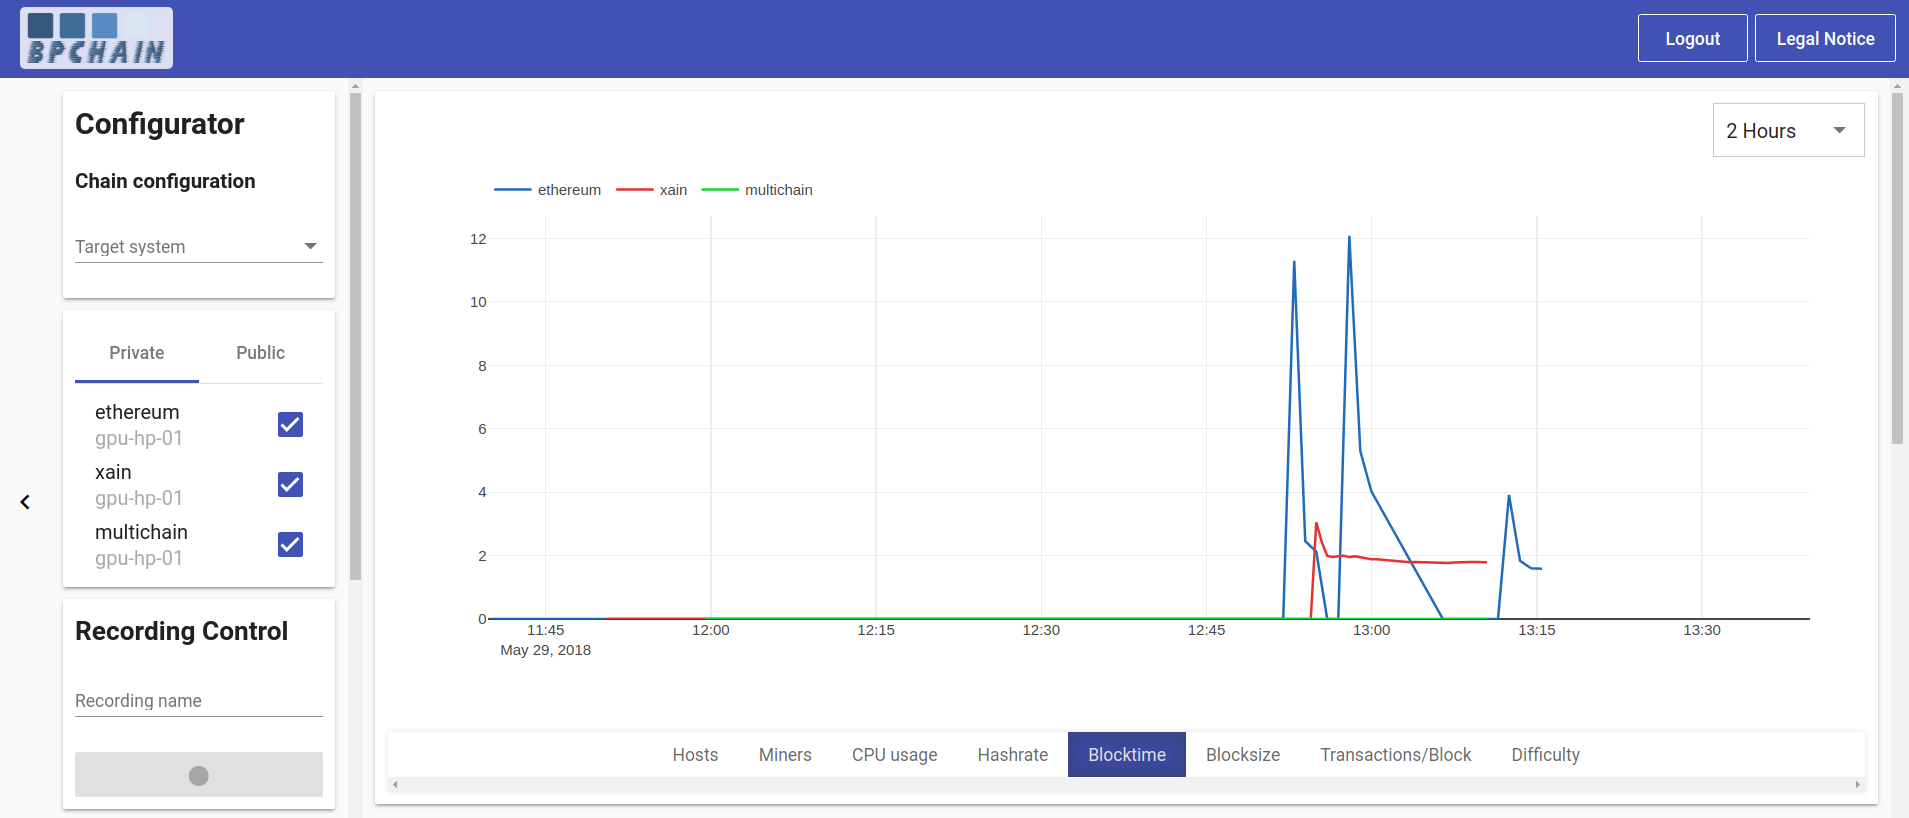 BPCHAIN
Logout
Legal Notice
Configurator
Chain configuration
Target system
Private Public
ethereum
gpu-hp-01
xain
gpu-hp-01
multichain
gpu-hp-01
Recording Control
Recording name
2 Hours
ethereum xain multichain
12
10
8
6
4
2
0
11:45 12:00 12:15 12:30 12:45 13:00 13:15 13:30
May 29, 2018
Hosts Miners CPU usage Hashrate Blocktime Blocksize Transactions/Block Difficulty